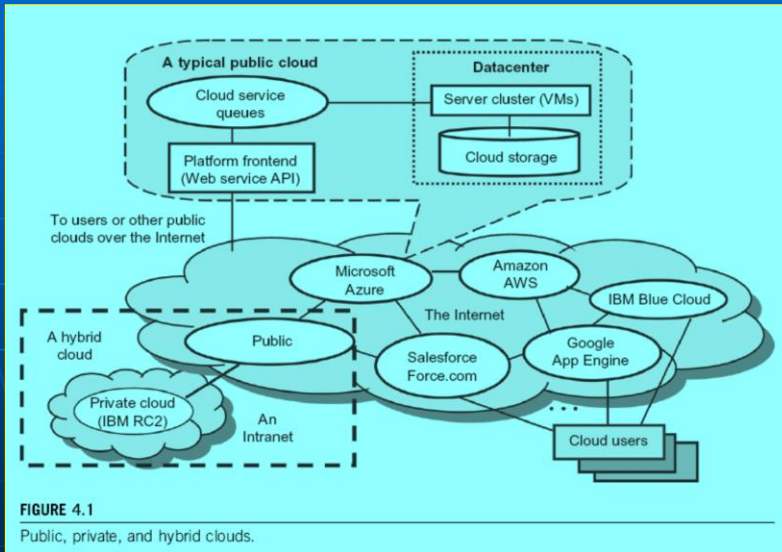 A typical public cloud
Cloud service
queues
Platform frontend
(Web service API)
Datacenter
Server cluster (VMs)
Cloud storage
To users or other public
clouds over the Internet
Microsoft
Azure
Amazon
AWS
IBM Blue Cloud
The Internet
A hybrid
cloud
Public
Salesforce
Force.com
Google
App Engine
Private cloud
(IBM RC2)
An
Intranet
...
Cloud users
FIGURE 4.1
Public, private, and hybrid clouds.